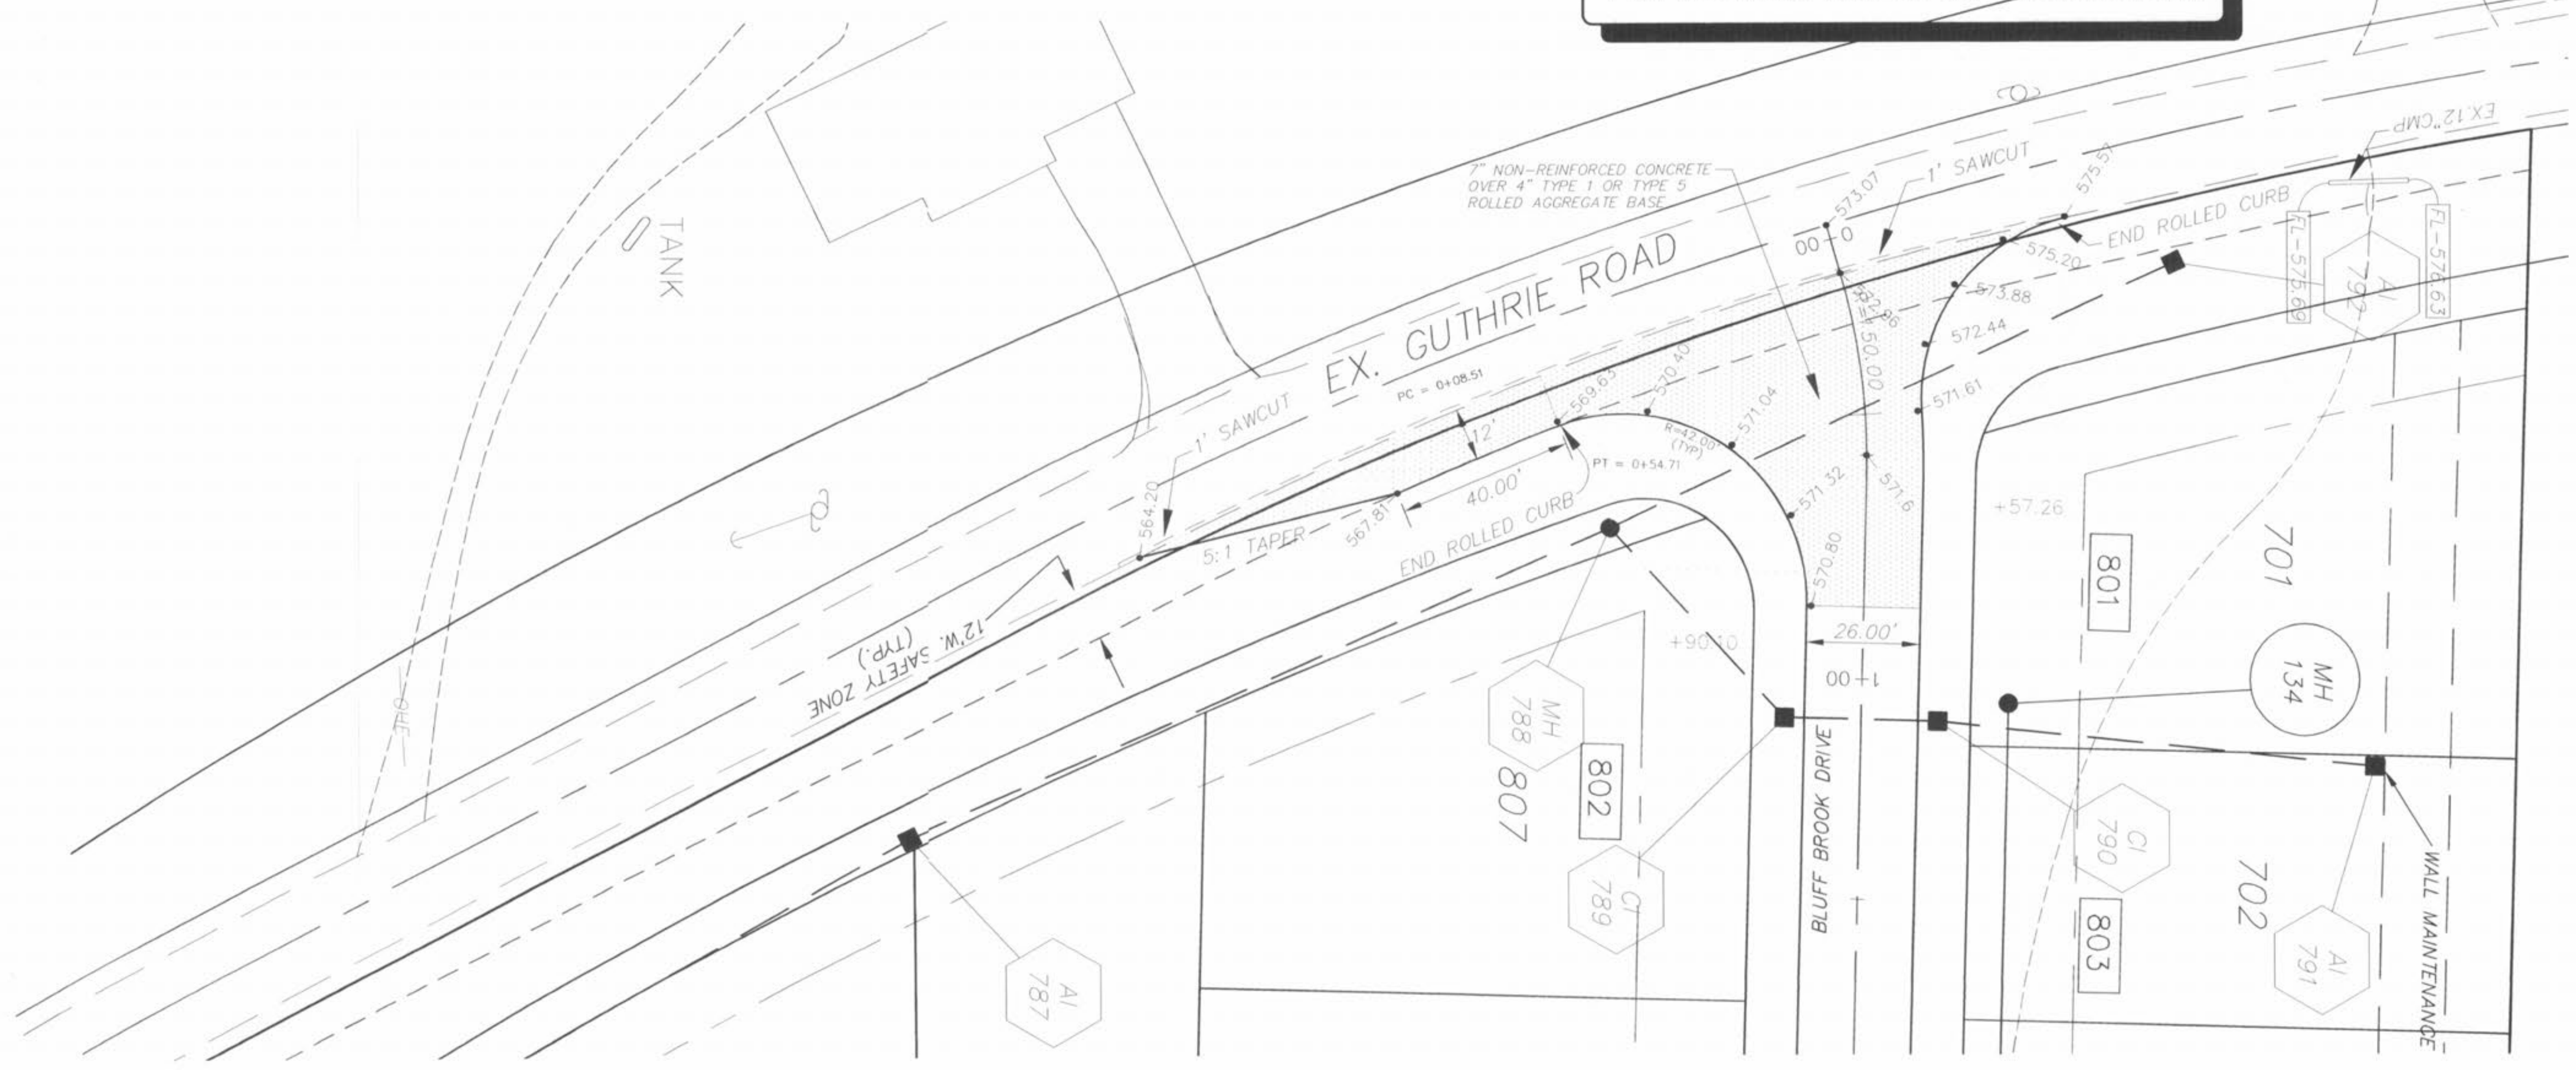 TANK
OHE
7" NON-REINFORCED CONCRETE
OVER 4" TYPE 1 OR TYPE 5
ROLLED AGGREGATE BASE
573.07
1' SAWCUT
575.57
EX.12" CMP
END ROLLED CURB
575.20
FL-575.69
FL-576.63
AI
792
0+00
573.88
572.44
571.61
EX. GUTHRIE ROAD
PC = 0+08.51
1' SAWCUT
569.63
570.40
571.04
R=42.00'
(TYP)
12'
PT = 0+54.71
40.00'
564.20
5:1 TAPER
567.81
END ROLLED CURB
571.32
571.6
570.80
26.00'
+57.26
+90.10
1+00
12'W. SAFETY ZONE
(TYP.)
801
701
MH
134
MH
788
802
807
BLUFF BROOK DRIVE
CI
789
CI
790
803
702
AI
791
WALL MAINTENANCE
AI
787